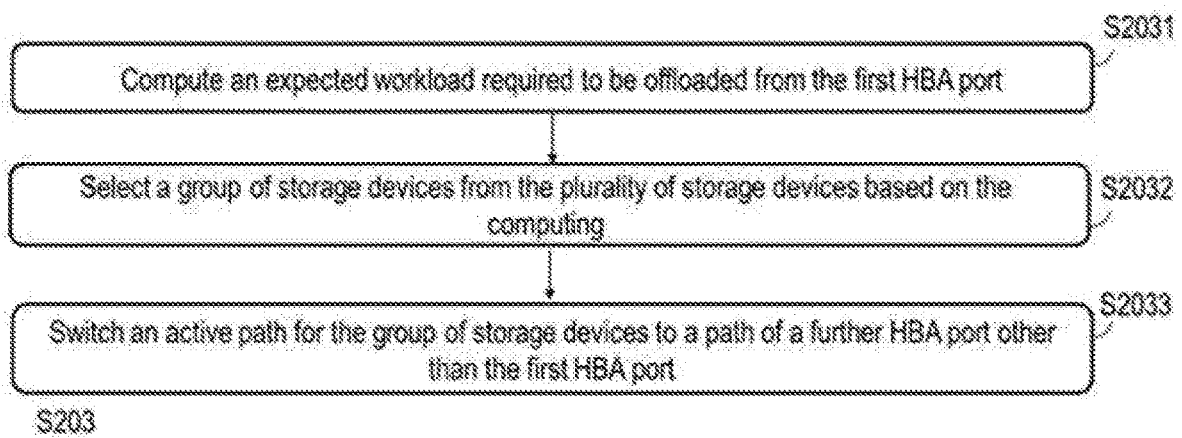 S2031
Compute an expected workload required to be offloaded from the first HBA port
Select a group of storage devices from the plurality of storage devices based on the
computing
S2032
Switch an active path for the group of storage devices to a path of a further HBA port other
than the first HBA port
S2033
S203